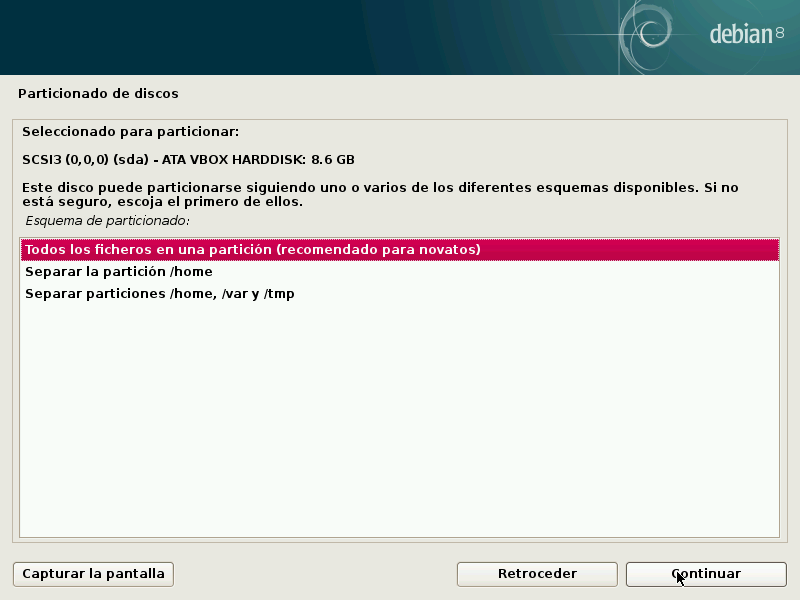 debian 8
Particionado de discos
Seleccionado para particionar:
SCSI3 (0,0,0) (sda) - ATA VBOX HARDDISK: 8.6 GB
Este disco puede particionarse siguiendo uno o varios de los diferentes esquemas disponibles. Si no
está seguro, escoja el primero de ellos.
Esquema de particionado:
Todos los ficheros en una partición (recomendado para novatos)
Separar la partición /home
Separar particiones /home, /var y /tmp
Capturar la pantalla
Retroceder
Continuar